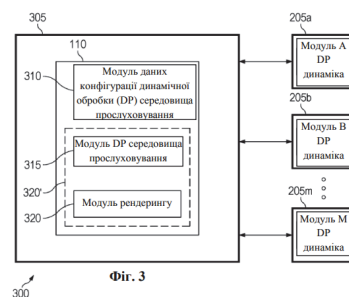 305
110
310
Модуль даних
конфігурації динамічної
обробки (DP) середовища
прослуховування
315
Модуль DP середовища
прослуховування
320'
320
Модуль рендерингу
300
205a
Модуль A
DP
динаміка
205b
Модуль B
DP
динаміка
205m
Модуль M
DP
динаміка
Фіг. 3